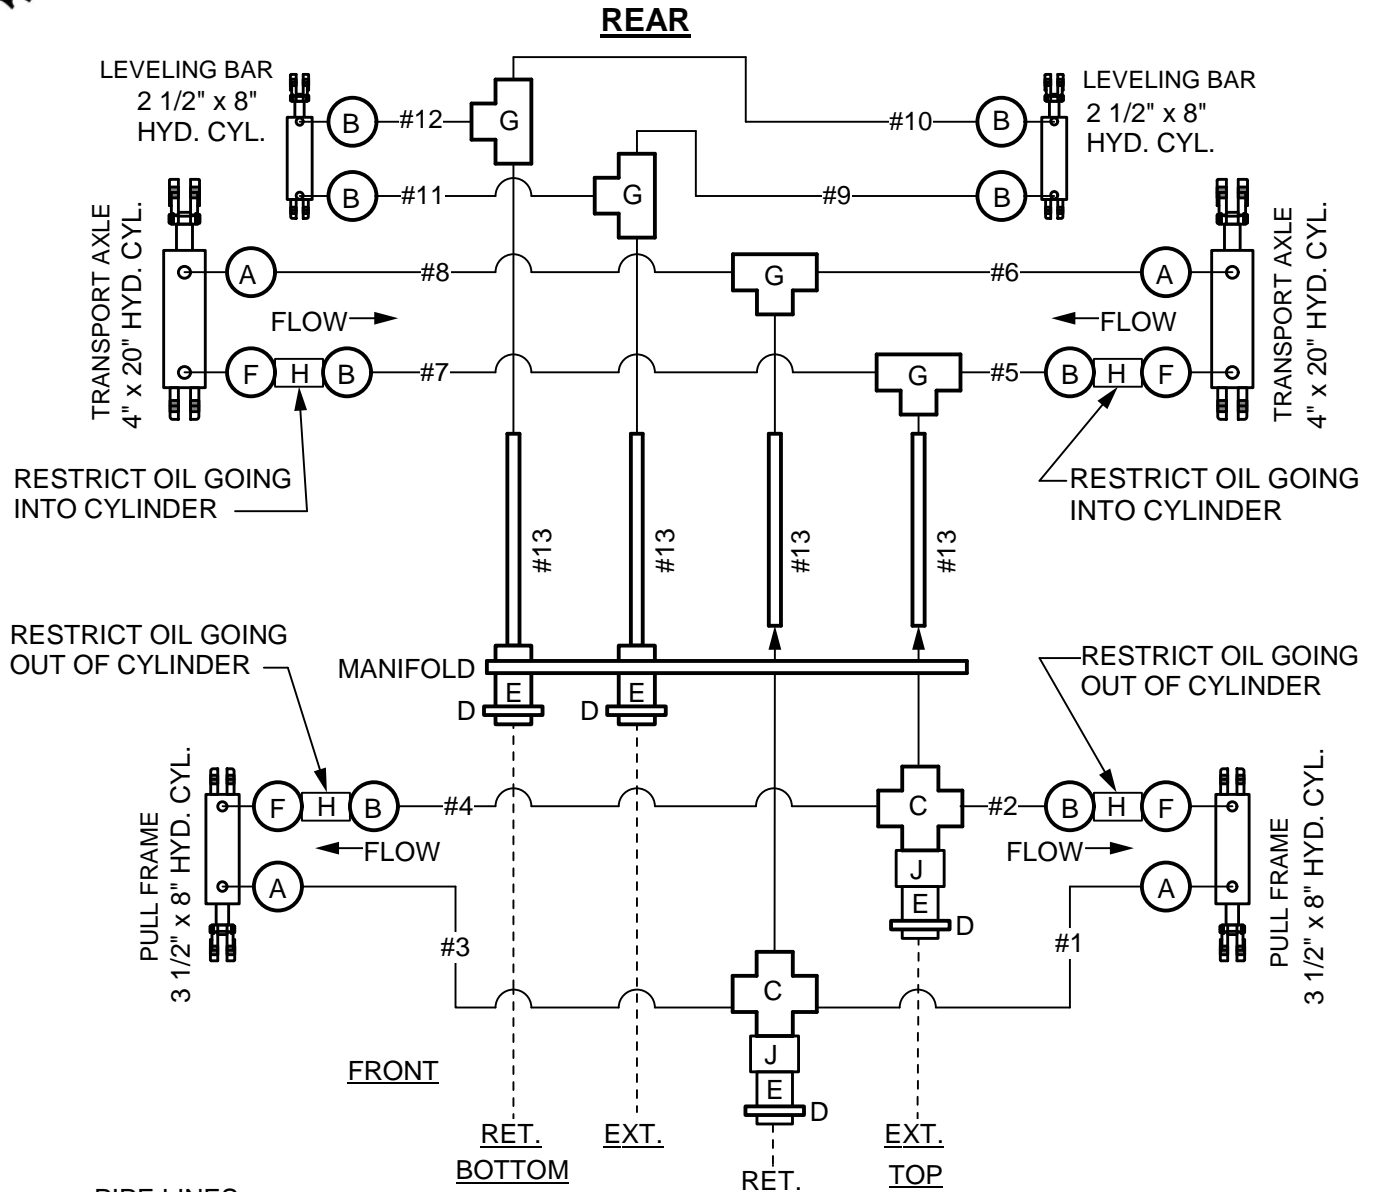 REAR
LEVELING BAR
2 1/2" x 8"
HYD. CYL.
LEVELING BAR
2 1/2" x 8"
HYD. CYL.
B
#12
G
#10
B
B
#11
G
#9
B
TRANSPORT AXLE
4" x 20" HYD. CYL.
TRANSPORT AXLE
4" x 20" HYD. CYL.
A
#8
G
#6
A
FLOW
FLOW
F
H
B
#7
G
#5
B
H
F
RESTRICT OIL GOING
INTO CYLINDER
RESTRICT OIL GOING
INTO CYLINDER
#13
#13
#13
#13
RESTRICT OIL GOING
OUT OF CYLINDER
RESTRICT OIL GOING
OUT OF CYLINDER
MANIFOLD
E
E
D
D
PULL FRAME
3 1/2" x 8" HYD. CYL.
PULL FRAME
3 1/2" x 8" HYD. CYL.
F
H
B
#4
C
#2
B
H
F
FLOW
FLOW
A
J
A
E
D
#3
#1
C
J
E
D
FRONT
RET.
BOTTOM
EXT.
RET.
EXT.
TOP